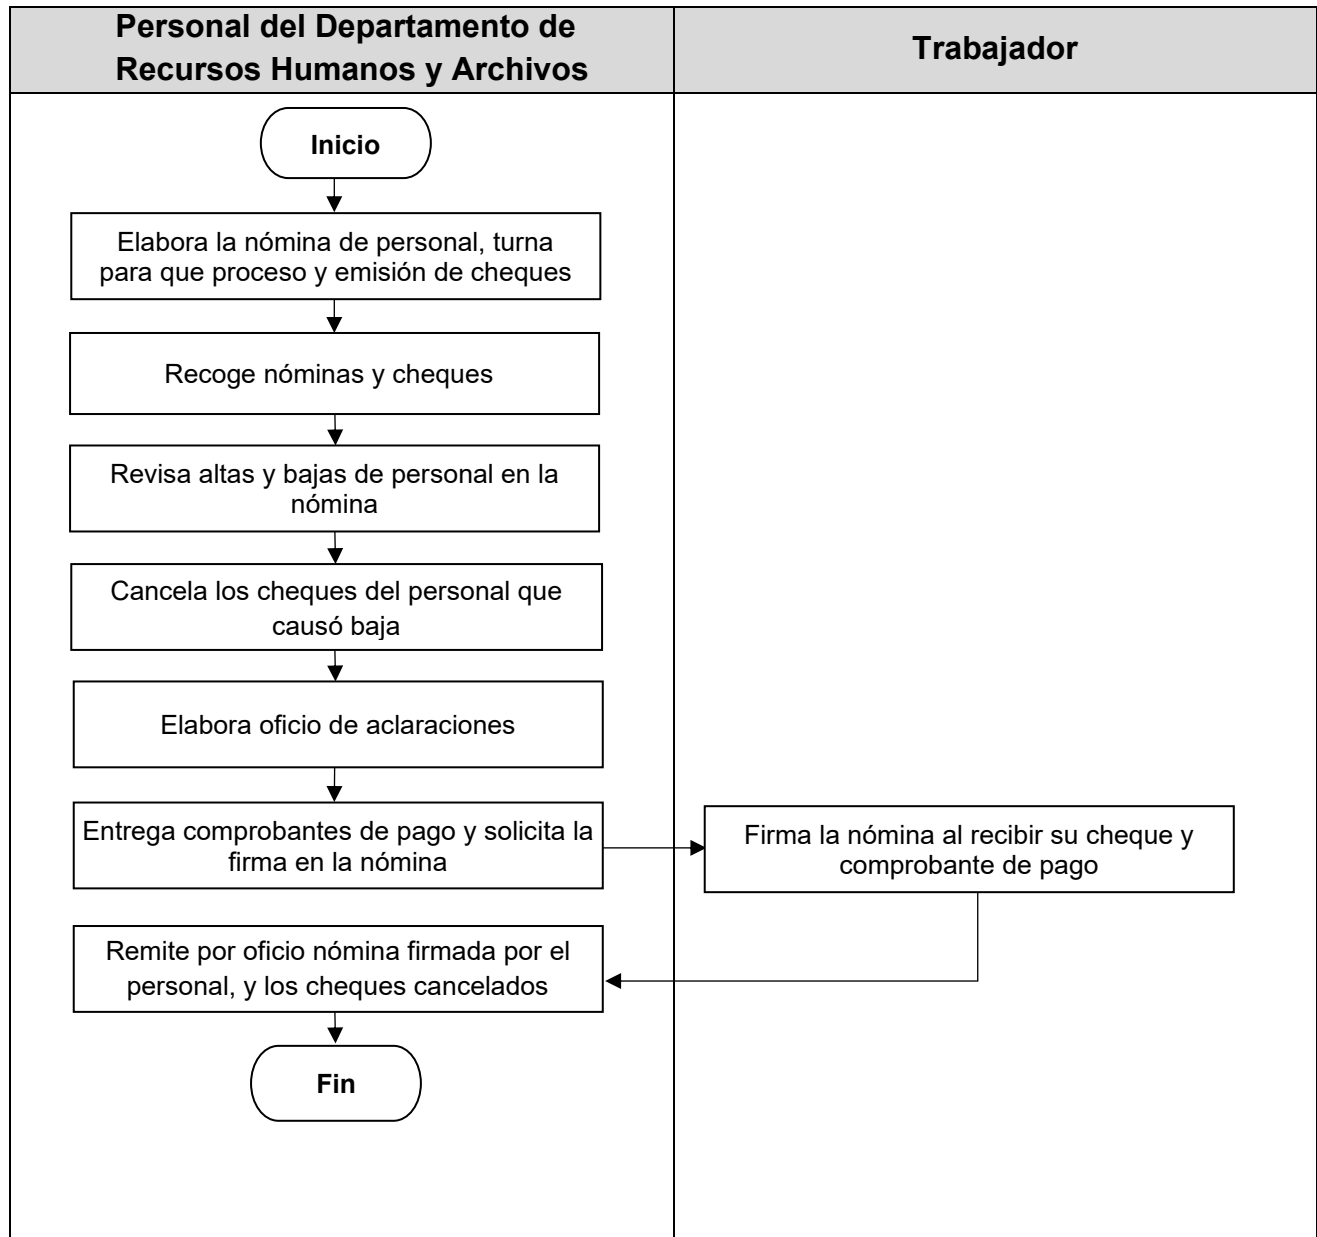 Personal del Departamento de
Recursos Humanos y Archivos
Trabajador
Inicio
Elabora la nómina de personal, turna
para que proceso y emisión de cheques
Recoge nóminas y cheques
Revisa altas y bajas de personal en la
nómina
Cancela los cheques del personal que
causó baja
Elabora oficio de aclaraciones
Entrega comprobantes de pago y solicita la
firma en la nómina
Firma la nómina al recibir su cheque y
comprobante de pago
Remite por oficio nómina firmada por el
personal, y los cheques cancelados
Fin